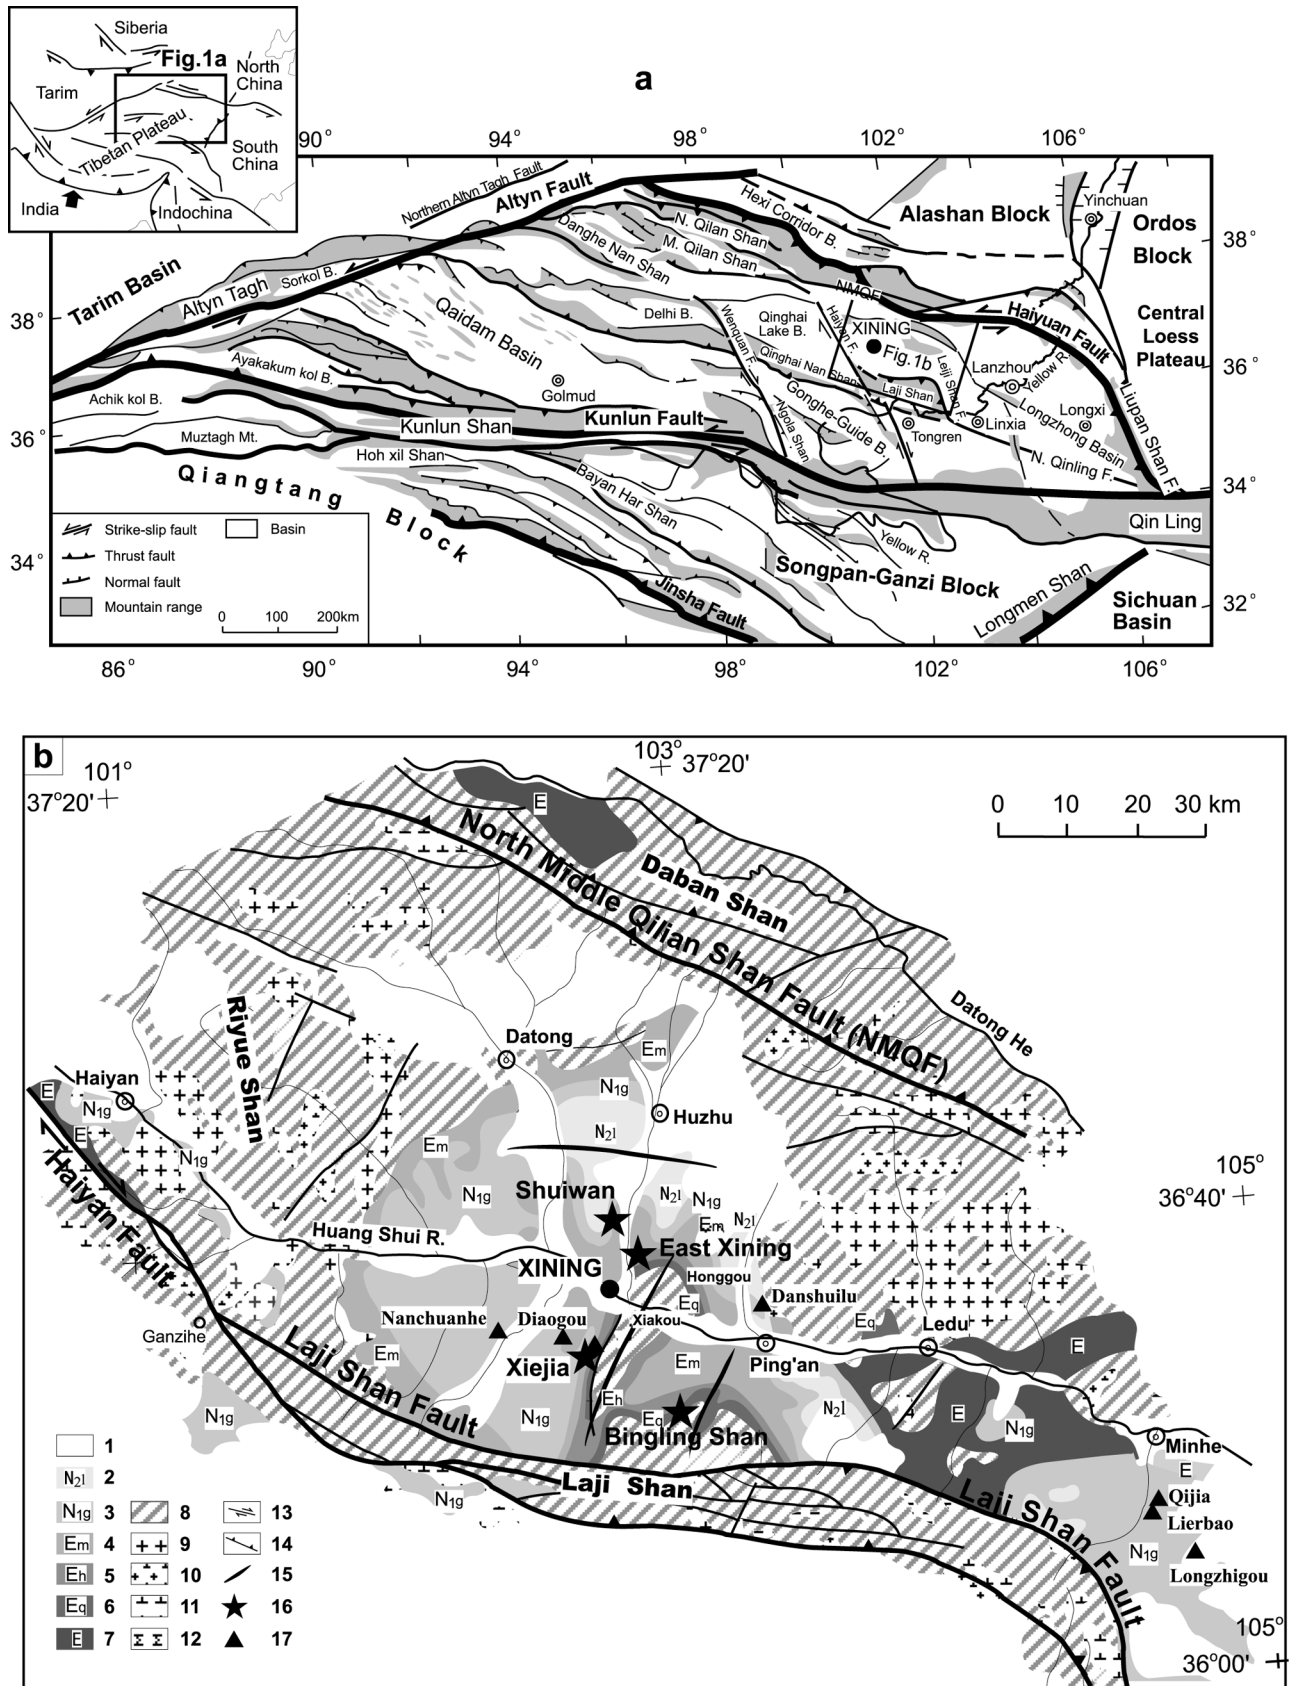 Siberia
Fig.1a
North
China
Tarim
Tibetan Plateau
South
China
India
Indochina
a
90°
94°
98°
102°
106°
Northern Altyn Tagh Fault
Altyn Fault
Hexi Corridor B.
Alashan Block
Yinchuan
Ordos
Block
38°
N. Qilan Shan
M. Qilan Shan
Danghe Nan Shan
Tarim Basin
Altyn Tagh
Sorkol B.
NMQF
Haiyuan Fault
Central
Loess
Plateau
38°
Qaidam Basin
Delhi B.
Wenquan F.
Qinghai
Lake B.
Haiyan F.
XINING
Fig.1b
Leiji Shan F.
Lanzhou
Yellow R.
36°
Ayakakum kol B.
Qinghai Nan Shan
Laji Shan
Achik kol B.
Golmud
Gonghe-Guide B.
Longxi
Longzhong Basin
Liupan Shan F.
Kunlun Shan
Kunlun Fault
Ngola Shan
Tongren
Linxia
36°
Muztagh Mt.
Hoh xil Shan
N. Qinling F.
Qiangtang
Block
Bayan Har Shan
34°
Qin Ling
Yellow R.
Strike-slip fault
Basin
Thrust fault
Normal fault
Mountain range
0 100 200km
34°
Songpan-Ganzi Block
Jinsha Fault
Longmen Shan
Sichuan
Basin
32°
86°
90°
94°
98°
102°
106°
b
101°
37°20'
103°
37°20'
0 10 20 30 km
E
North Middle Qilian Shan Fault (NMQF)
Daban Shan
Datong He
Riyue Shan
Datong
Em
Haiyan
E
N1g
N1g
Huzhu
E
N2l
N1g
Em
Haiyan Fault
105°
36°40'
Shuiwan
N1g
N2l
N1g
Em
N2l
Huang Shui R.
East Xining
XINING
Honggou
Eq
Danshuilu
Nanchuanhe
Diaogou
Xiakou
Eq
Ledu
Ganzihe
Em
Laji Shan Fault
Xiejia
Em
Ping'an
E
Eh
N1g
N1g
Eq
N2l
E
N1g
Bingling Shan
Minhe
E
Laji Shan
Laji Shan Fault
N1g
Qijia
Lierbao
N1g
Longzhigou
1
N2l 2
N1g 3 8 13
Em 4 9 14
Eh 5 10 15
Eq 6 11 16
E 7 12 17
105°
36°00'